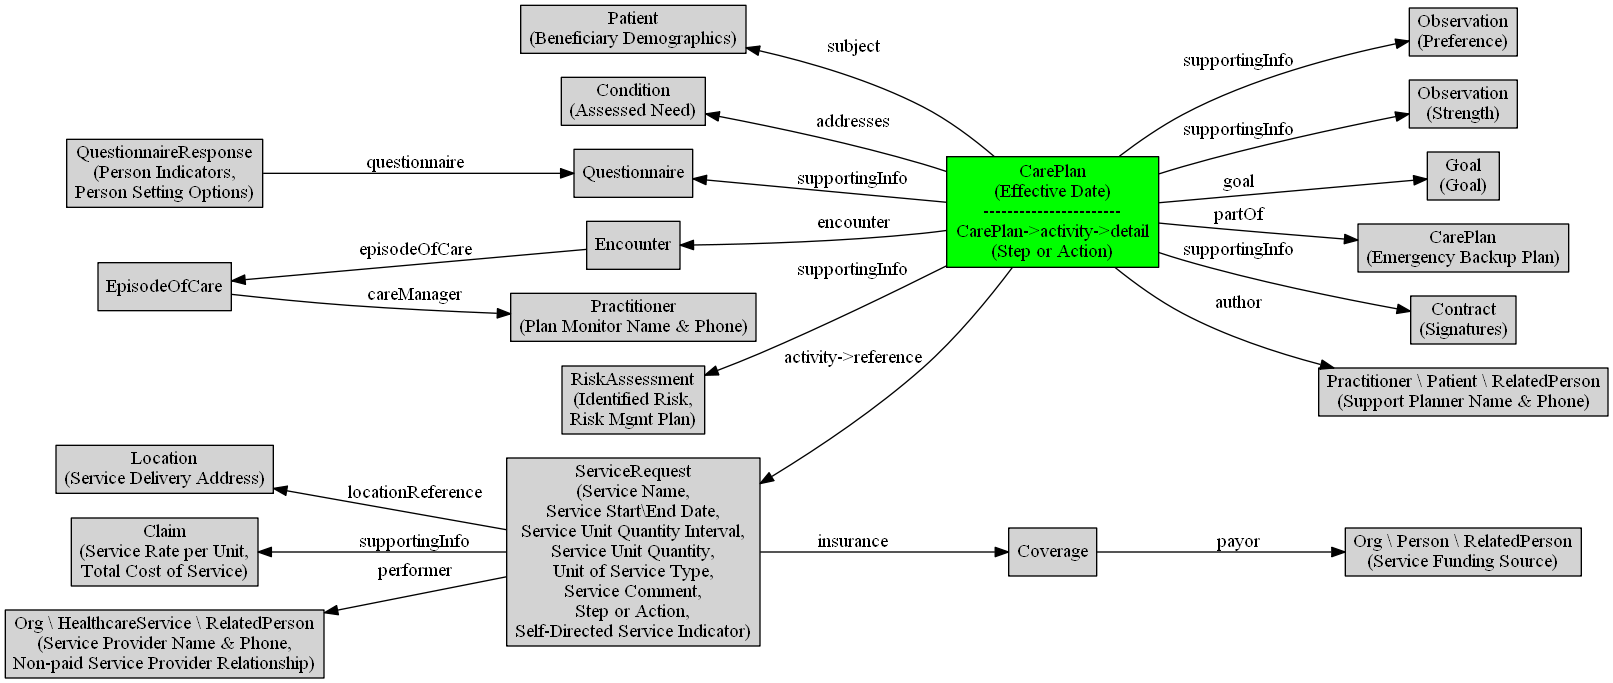 Patient
(Beneficiary Demographics)
subject
Observation
(Preference)
supportingInfo
Condition
(Assessed Need)
addresses
Observation
(Strength)
supportingInfo
QuestionnaireResponse
(Person Indicators,
Person Setting Options)
questionnaire
Questionnaire
supportingInfo
CarePlan
(Effective Date)
-----------------------
CarePlan->activity->detail
(Step or Action)
goal
Goal
(Goal)
partOf
CarePlan
(Emergency Backup Plan)
encounter
Encounter
episodeOfCare
EpisodeOfCare
careManager
Practitioner
(Plan Monitor Name & Phone)
supportingInfo
supportingInfo
Contract
(Signatures)
author
Practitioner \ Patient \ RelatedPerson
(Support Planner Name & Phone)
activity->reference
RiskAssessment
(Identified Risk,
Risk Mgmt Plan)
Location
(Service Delivery Address)
locationReference
Claim
(Service Rate per Unit,
Total Cost of Service)
supportingInfo
performer
Org \ HealthcareService \ RelatedPerson
(Service Provider Name & Phone,
Non-paid Service Provider Relationship)
ServiceRequest
(Service Name,
Service Start\End Date,
Service Unit Quantity Interval,
Service Unit Quantity,
Unit of Service Type,
Service Comment,
Step or Action,
Self-Directed Service Indicator)
insurance
Coverage
payor
Org \ Person \ RelatedPerson
(Service Funding Source)